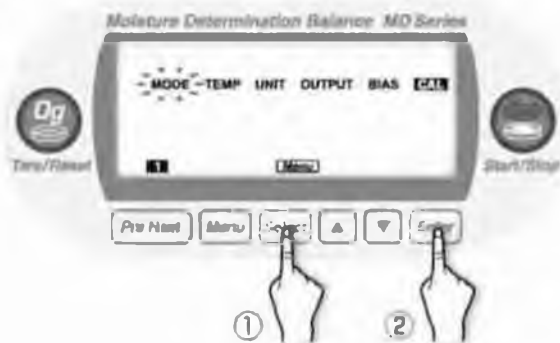 Moisture Determination Balance MD Series
MODE TEMP UNIT OUTPUT BIAS CAL
0g
Tare/Reset
Start/Stop
1 Menu
Pre Heat Menu Select ▲ ▼ Enter
① ②